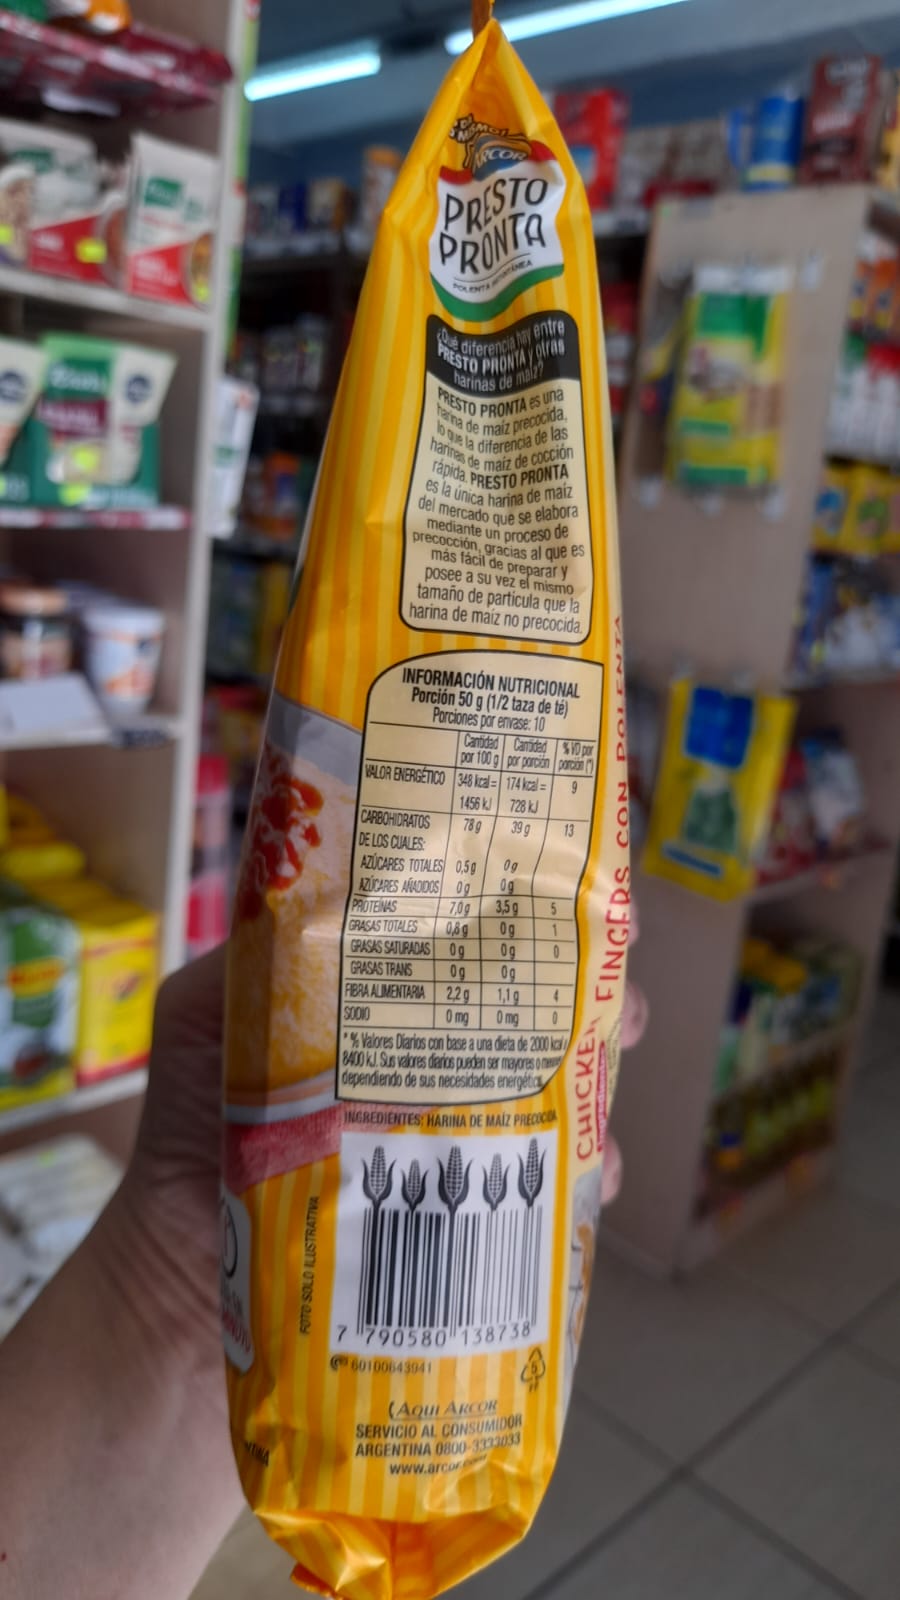 ARCOR
PRESTO
PRONTA
POLENTA INSTANTÁNEA
¿Qué diferencia hay entre
PRESTO PRONTA y otras
harinas de maíz?
PRESTO PRONTA es una
harina de maíz precocida,
lo que la diferencia de las
harinas de maíz de cocción
rápida. PRESTO PRONTA
es la única harina de maíz
del mercado que se elabora
mediante un proceso de
precocción, gracias al que es
más fácil de preparar y
posee a su vez el mismo
tamaño de partícula que la
harina de maíz no precocida.
INFORMACIÓN NUTRICIONAL
Porción 50 g (1/2 taza de té)
Porciones por envase: 10
Cantidad por 100 g Cantidad por porción % VD por porción (*)
VALOR ENERGÉTICO 348 kcal = 174 kcal = 9
1456 kJ 728 kJ
CARBOHIDRATOS 78 g 39 g 13
DE LOS CUALES:
AZÚCARES TOTALES 0,5 g 0 g
AZÚCARES AÑADIDOS 0 g 0 g
PROTEÍNAS 7,0 g 3,5 g 5
GRASAS TOTALES 0,8 g 0 g 1
GRASAS SATURADAS 0 g 0 g 0
GRASAS TRANS 0 g 0 g
FIBRA ALIMENTARIA 2,2 g 1,1 g 4
SODIO 0 mg 0 mg 0
* % Valores Diarios con base a una dieta de 2000 kcal/
8400 kJ. Sus valores diarios pueden ser mayores o
dependiendo de sus necesidades
INGREDIENTES: HARINA DE MAÍZ PRECOCIDA
CHICKEN FINGERS CON POLENTA
FOTO SOLO ILUSTRATIVA
7 790580 138738
60100643941
5
PP
AQUI ARCOR
SERVICIO AL CONSUMIDOR
ARGENTINA 0800-3333033
www.arcor.com
Knorr